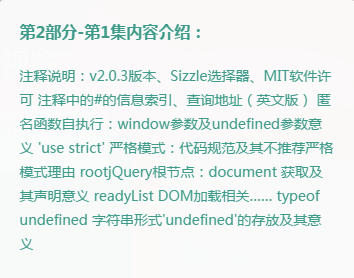 第2部分-第1集内容介绍：
注释说明：v2.0.3版本、Sizzle选择器、MIT软件许
可 注释中的#的信息索引、查询地址（英文版） 匿
名函数自执行：window参数及undefined参数意
义 'use strict' 严格模式：代码规范及其不推荐严格
模式理由 rootjQuery根节点：document 获取及
其声明意义 readyList DOM加载相关...... typeof
undefined 字符串形式'undefined'的存放及其意
义